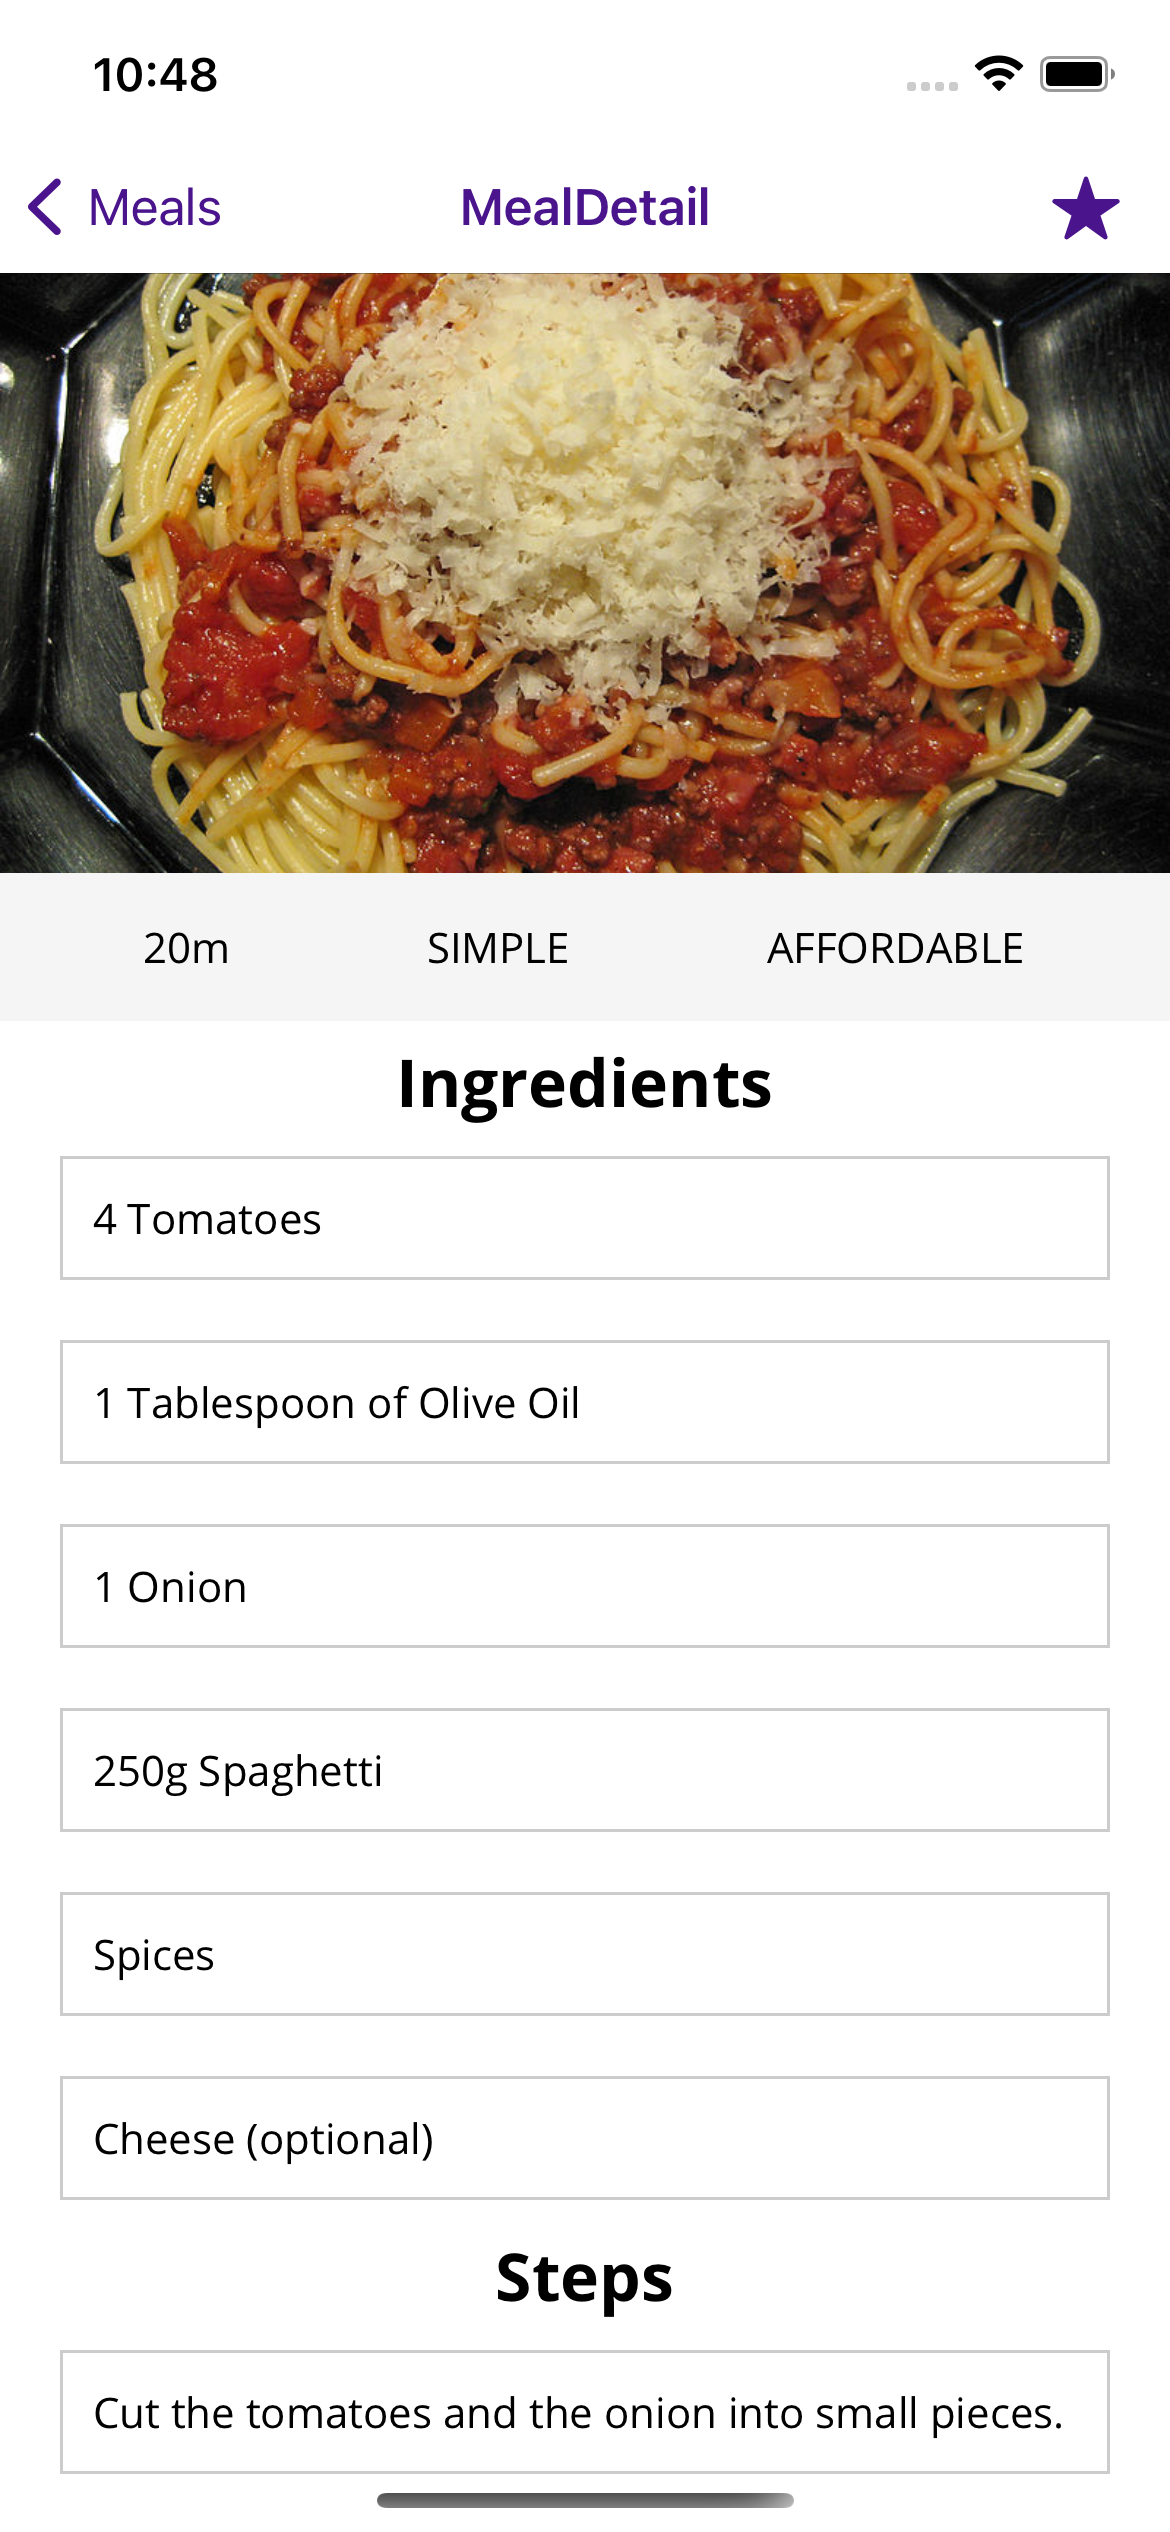 10:48
Meals
MealDetail
20m
SIMPLE
AFFORDABLE
Ingredients
4 Tomatoes
1 Tablespoon of Olive Oil
1 Onion
250g Spaghetti
Spices
Cheese (optional)
Steps
Cut the tomatoes and the onion into small pieces.